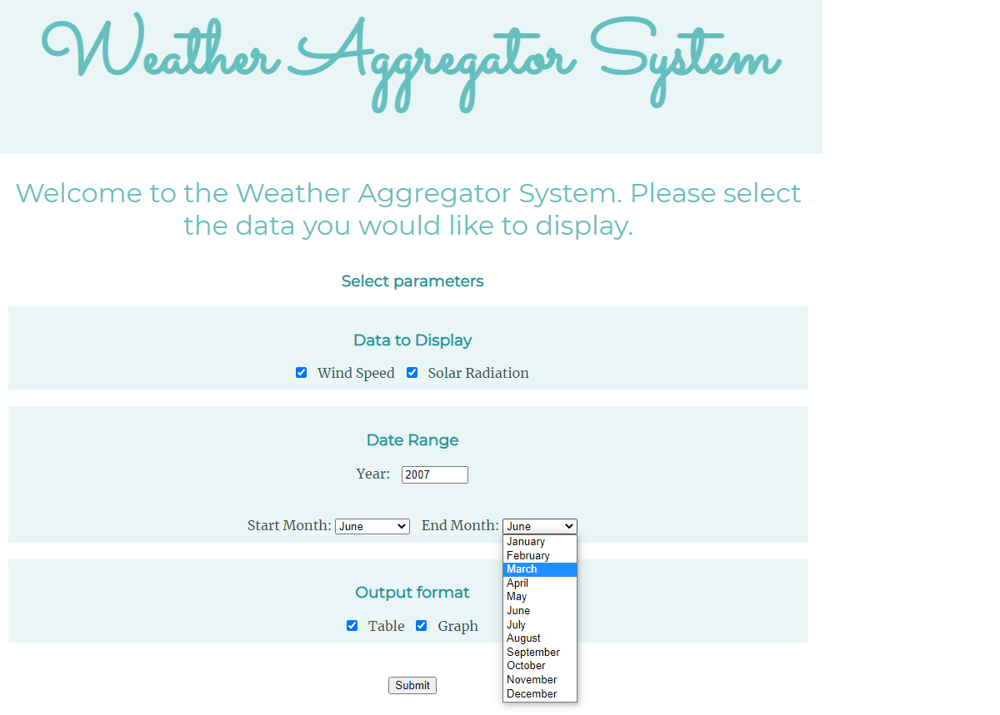 Weather Aggregator System
Welcome to the Weather Aggregator System. Please select
the data you would like to display.
Select parameters
Data to Display
Wind Speed Solar Radiation
Date Range
Year: 2007
Start Month: June End Month: June
January
February
March
April
May
June
July
August
September
October
November
December
Output format
Table Graph
Submit